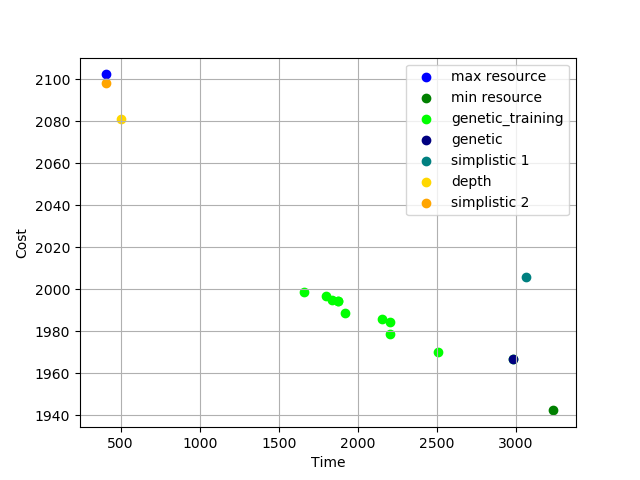 max resource
min resource
genetic_training
genetic
simplistic 1
depth
simplistic 2
2100
2080
2060
2040
2020
2000
1980
1960
1940
Cost
500 1000 1500 2000 2500 3000
Time